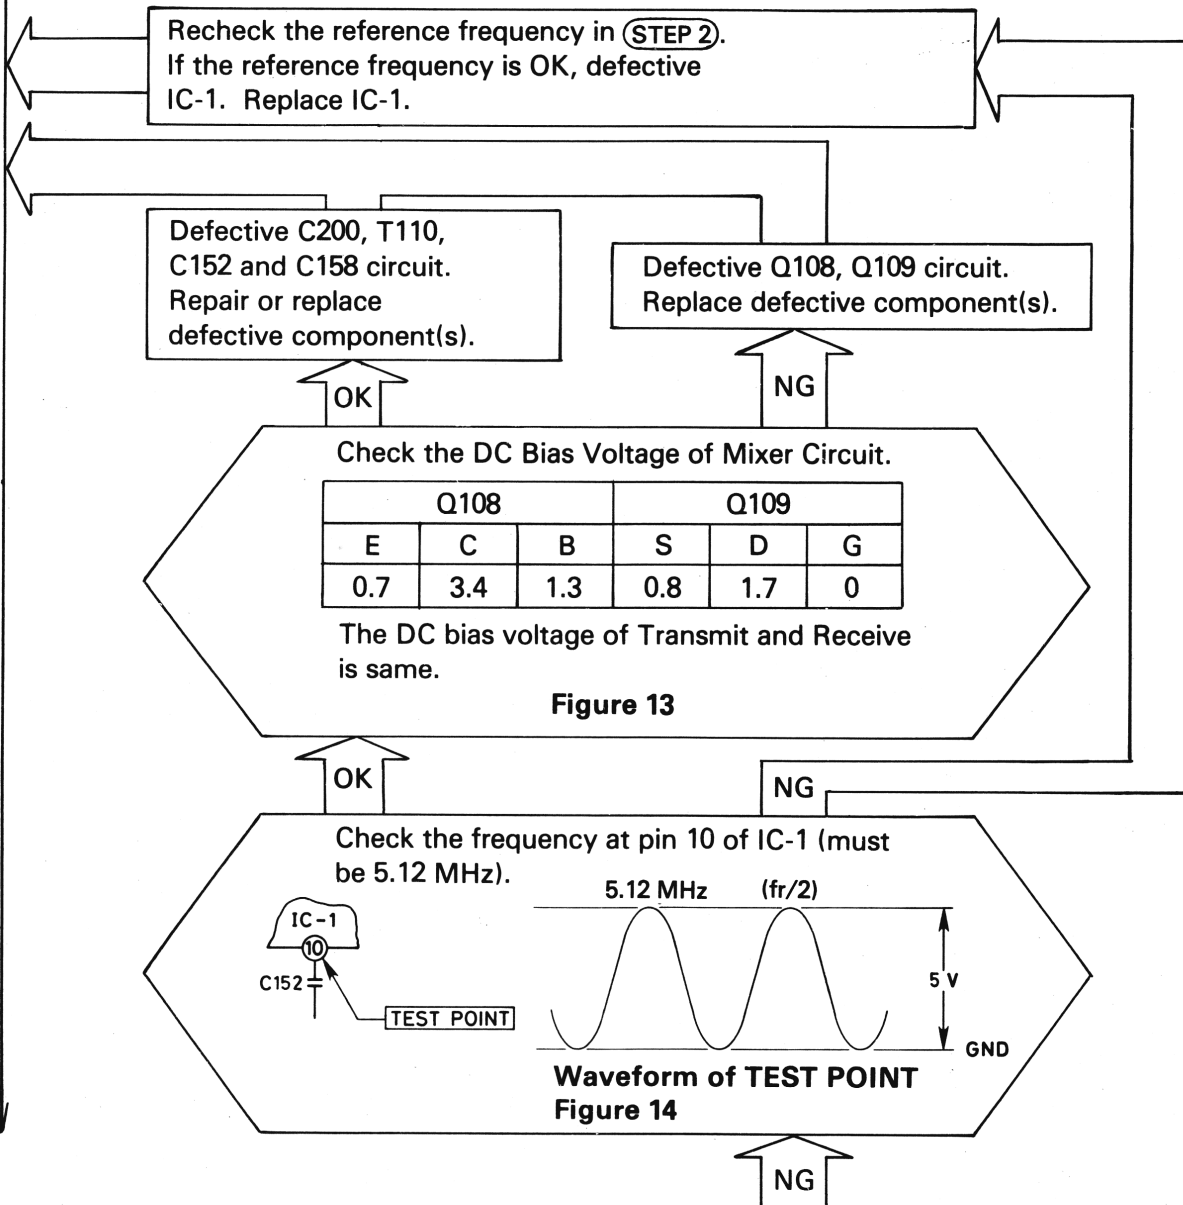 Recheck the reference frequency in STEP 2.
If the reference frequency is OK, defective
IC-1. Replace IC-1.
Defective C200, T110,
C152 and C158 circuit.
Repair or replace
defective component(s).
Defective Q108, Q109 circuit.
Replace defective component(s).
OK
NG
Check the DC Bias Voltage of Mixer Circuit.
Q108 Q109
E C B S D G
0.7 3.4 1.3 0.8 1.7 0
The DC bias voltage of Transmit and Receive
is same.
Figure 13
OK
NG
Check the frequency at pin 10 of IC-1 (must
be 5.12 MHz).
5.12 MHz (fr/2)
IC-1
10
C152
TEST POINT
5 V
GND
Waveform of TEST POINT
Figure 14
NG